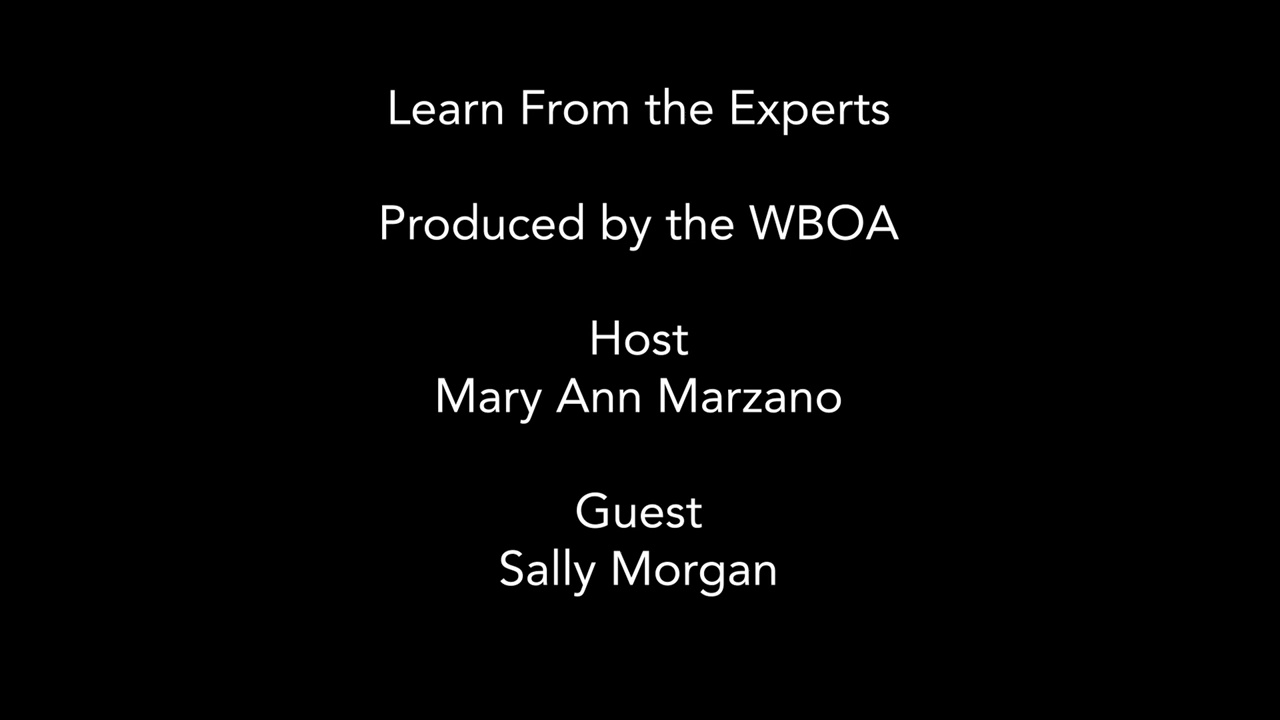 Learn From the Experts
Produced by the WBOA
Host
Mary Ann Marzano
Guest
Sally Morgan